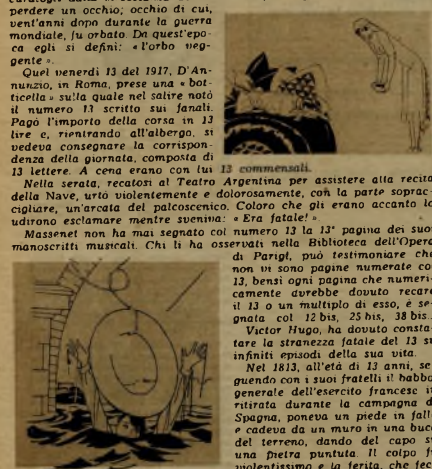 perdere un occhio; occhio di cui,
vent'anni dopo durante la guerra
mondiale, fu orbato. Da quest'epo-
ca egli si definì: «l'orbo veg-
gente».
Quel venerdì 13 del 1917, D'An-
nunzio, in Roma, prese una «bot-
ticella» sulla quale nel salire notò
il numero 13 scritto sui fanali.
Pagò l'importo della corsa in 13
lire e, rientrando all'albergo, si
vedeva consegnare la corrispon-
denza della giornata, composta di
13 lettere. A cena erano con lui 13 commensali.
Nella serata, recatosi al Teatro Argentina per assistere alla recita
della Nave, urtò violentemente e dolorosamente, con la parte soprac-
cigliare, un'arcata del palcoscenico. Coloro che gli erano accanto lo
udirono esclamare mentre sveniva: «Era fatale!».
Massenet non ha mai segnato col numero 13 la 13ª pagina dei suoi
manoscritti musicali. Chi li ha osservati nella Biblioteca dell'Opera
di Parigi, può testimoniare che
non vi sono pagine numerate co
13, bensì ogni pagina che numeri-
camente avrebbe dovuto recare
il 13 o un multiplo di esso, è se-
gnata col 12 bis, 25 bis, 38 bis..
Victor Hugo, ha dovuto consta-
tare la stranezza fatale del 13 su
infiniti episodi della sua vita.
Nel 1813, all'età di 13 anni, se-
guendo con i suoi fratelli il babbo
generale dell'esercito francese in
ritirata durante la campagna di
Spagna, poneva un piede in fall
e cadeva da un muro in una buc
del terreno, dando del capo su
una pietra puntuta. Il colpo fu
violentissimo e la ferita, che fec